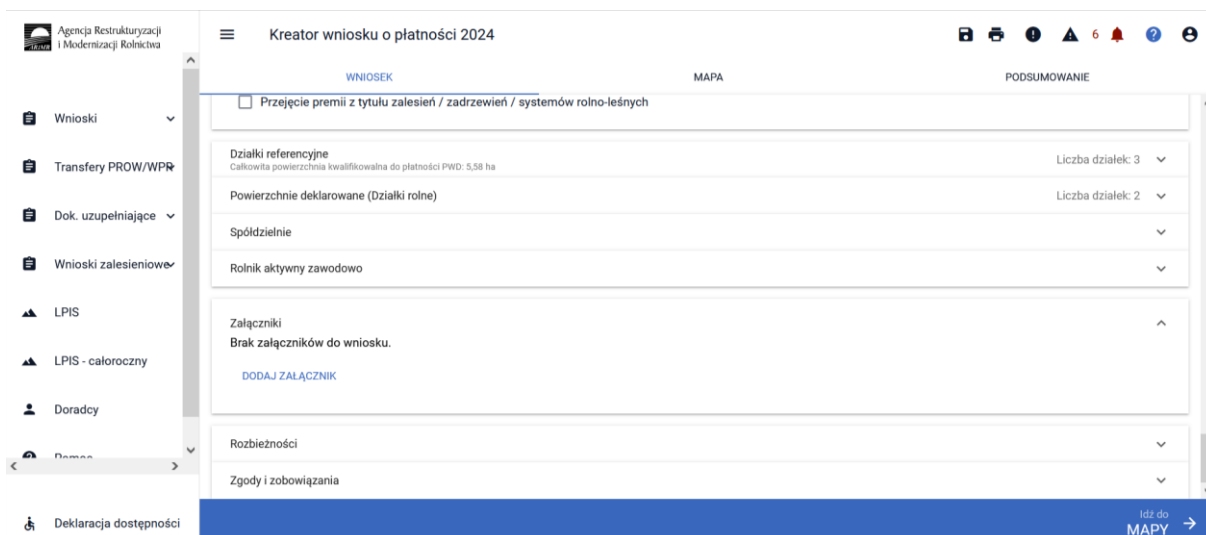 Agencja Restrukturyzacji
i Modernizacji Rolnictwa
ARiMR
Kreator wniosku o płatności 2024
6
WNIOSEK
MAPA
PODSUMOWANIE
Wnioski
Transfery PROW/WPR
Dok. uzupełniające
Wnioski zalesieniowe
LPIS
LPIS - całoroczny
Doradcy
Pomoc
Deklaracja dostępności
Przejęcie premii z tytułu zalesień / zadrzewień / systemów rolno-leśnych
Działki referencyjne
Całkowita powierzchnia kwalifikowalna do płatności PWD: 5,58 ha
Liczba działek: 3
Powierzchnie deklarowane (Działki rolne)
Liczba działek: 2
Spółdzielnie
Rolnik aktywny zawodowo
Załączniki
Brak załączników do wniosku.
DODAJ ZAŁĄCZNIK
Rozbieżności
Zgody i zobowiązania
Idź do
MAPY